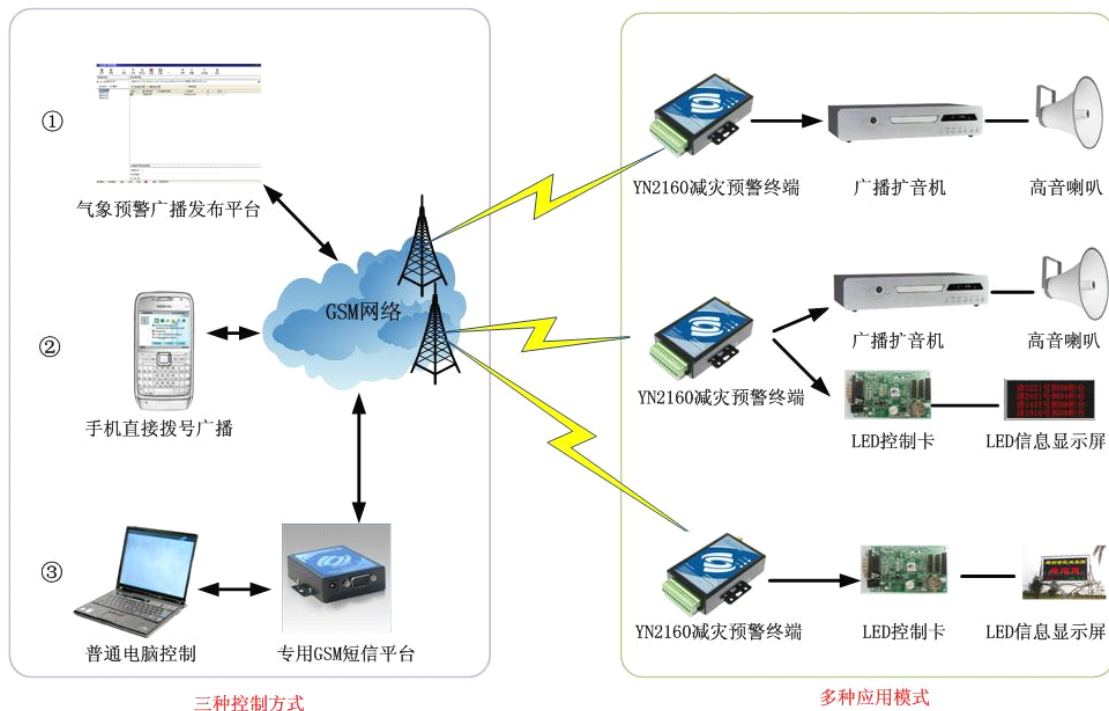 ①
气象预警广播发布平台
②
手机直接拨号广播
③
普通电脑控制
专用GSM短信平台
GSM网络
三种控制方式
YN2160减灾预警终端
广播扩音机
高音喇叭
YN2160减灾预警终端
广播扩音机
高音喇叭
LED控制卡
LED信息显示屏
YN2160减灾预警终端
LED控制卡
LED信息显示屏
多种应用模式